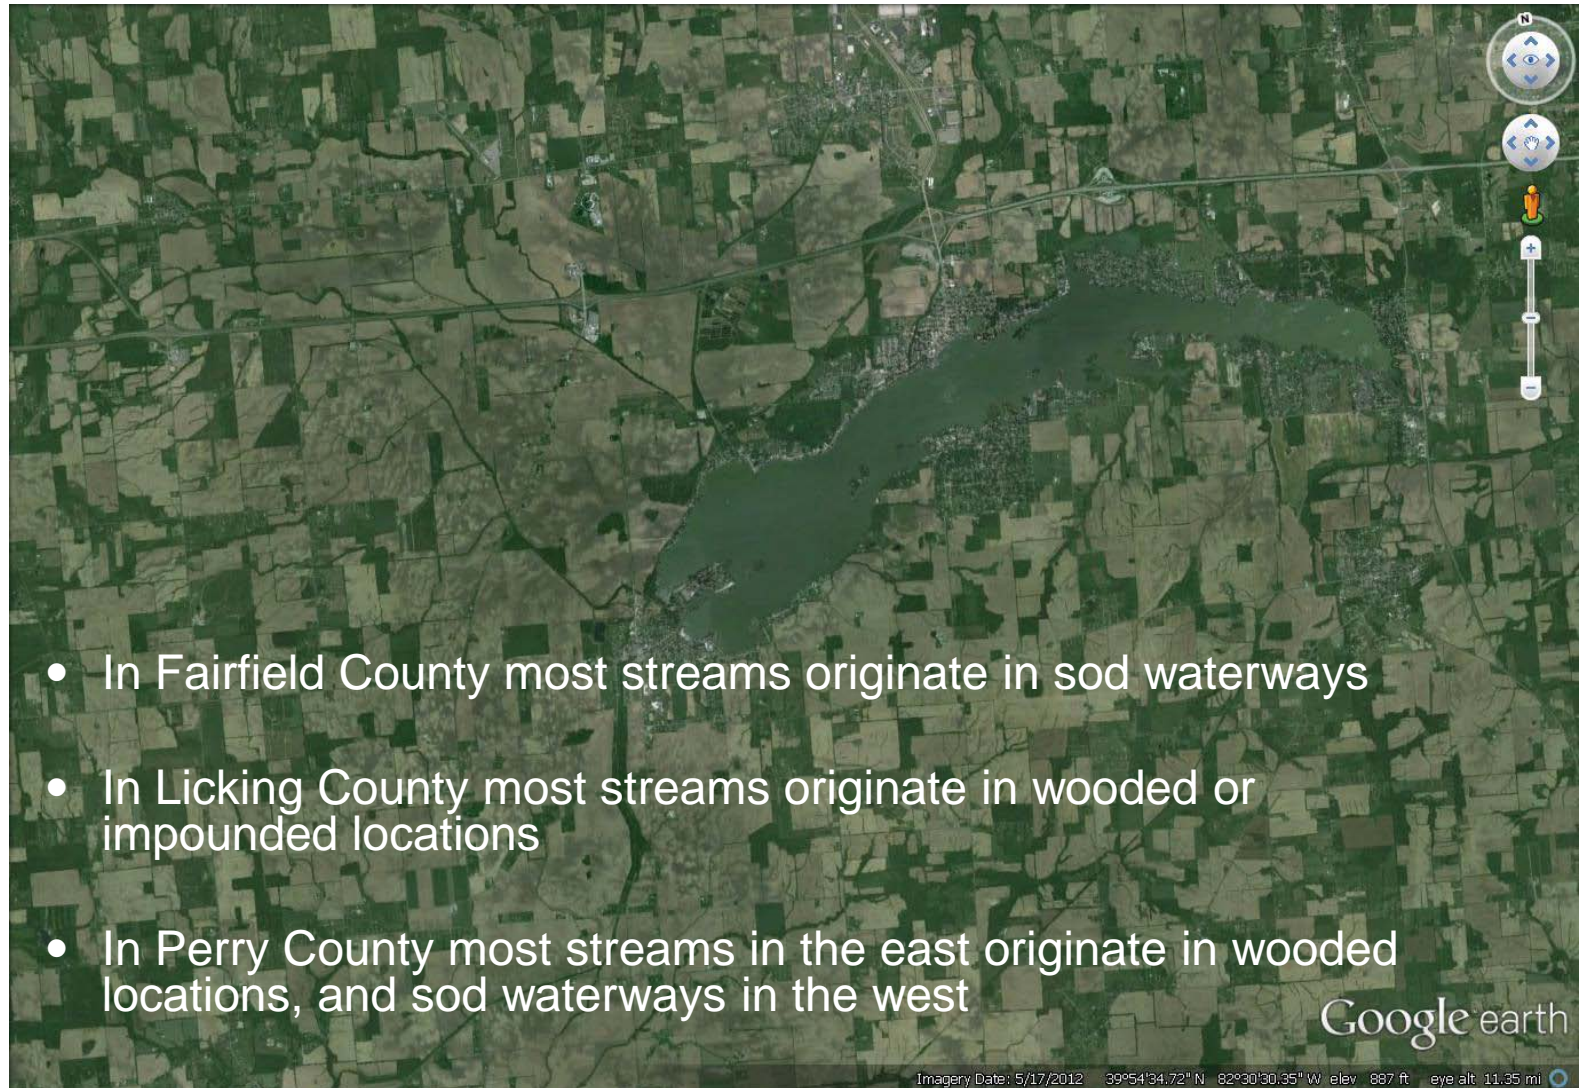 N
• In Fairfield County most streams originate in sod waterways
• In Licking County most streams originate in wooded or
impounded locations
• In Perry County most streams in the east originate in wooded
locations, and sod waterways in the west
Google earth
Imagery Date: 5/17/2012 39°54'34.72" N 82°30'30.35" W elev 887 ft eye alt 11.35 mi